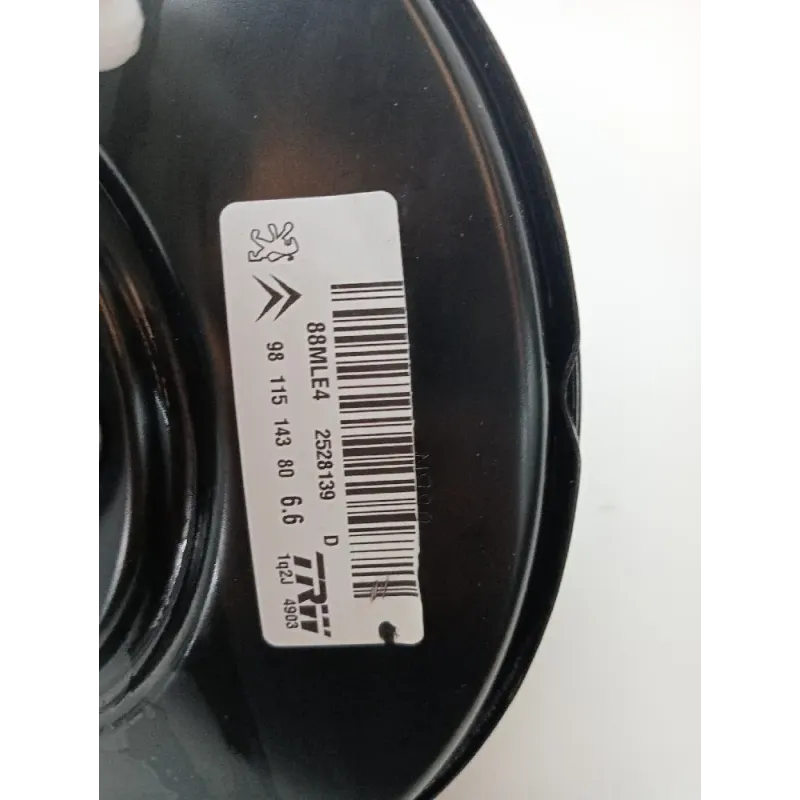 88MLE4 2528139 D
98 115 143 80 6.6
TRW
1q2J 4903